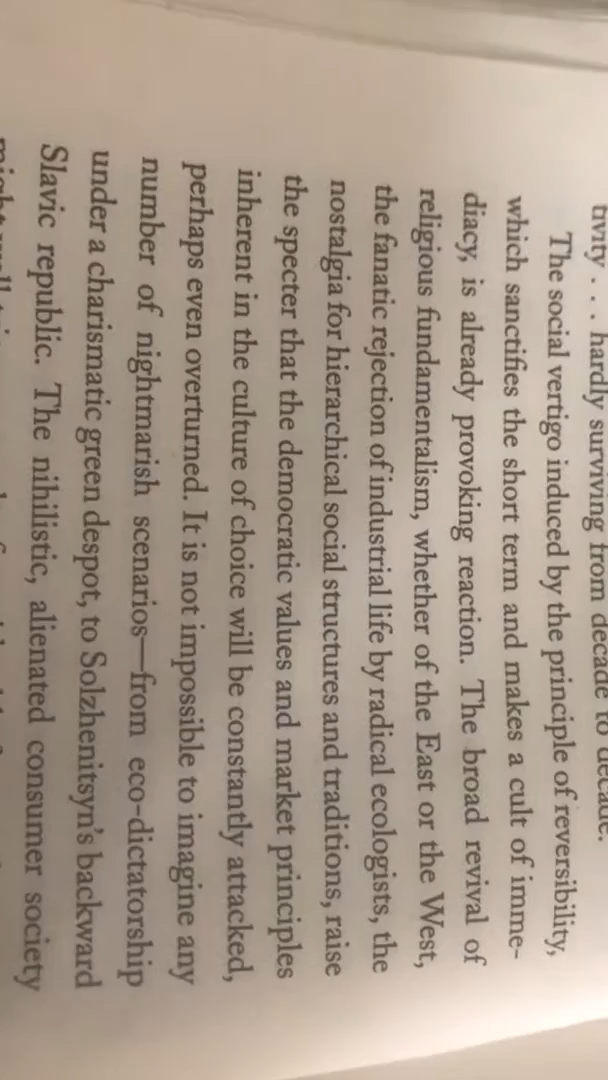 tivity . . . hardly surviving from decade to decade.
The social vertigo induced by the principle of reversibility,
which sanctifies the short term and makes a cult of imme-
diacy, is already provoking reaction. The broad revival of
religious fundamentalism, whether of the East or the West,
the fanatic rejection of industrial life by radical ecologists, the
nostalgia for hierarchical social structures and traditions, raise
the specter that the democratic values and market principles
inherent in the culture of choice will be constantly attacked,
perhaps even overturned. It is not impossible to imagine any
number of nightmarish scenarios—from eco-dictatorship
under a charismatic green despot, to Solzhenitsyn's backward
Slavic republic. The nihilistic, alienated consumer society
might well